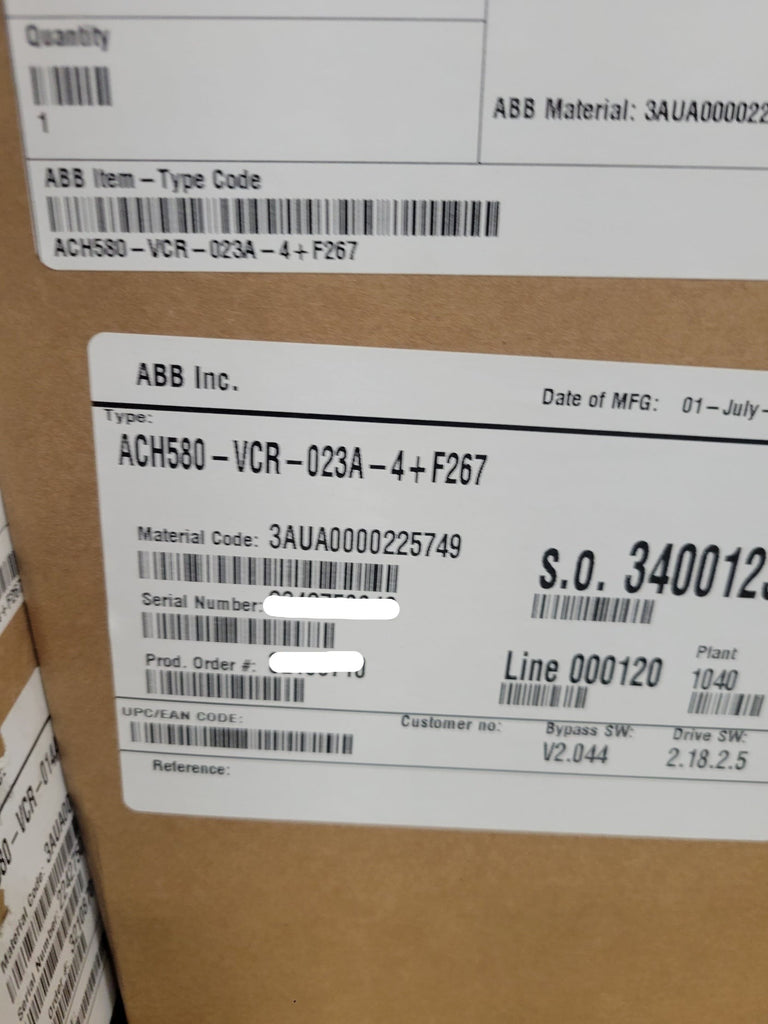 Quantity
1
ABB Material: 3AUA000022
ABB Item-Type Code
ACH580-VCR-023A-4+F267
ABB Inc.
Date of MFG: 01-July-
Type:
ACH580-VCR-023A-4+F267
Material Code: 3AUA0000225749
S.O. 340012
Serial Number:
Prod. Order #:
Line 000120
Plant
1040
UPC/EAN CODE:
Customer no:
Bypass SW:
V2.044
Drive SW:
2.18.2.5
Reference: